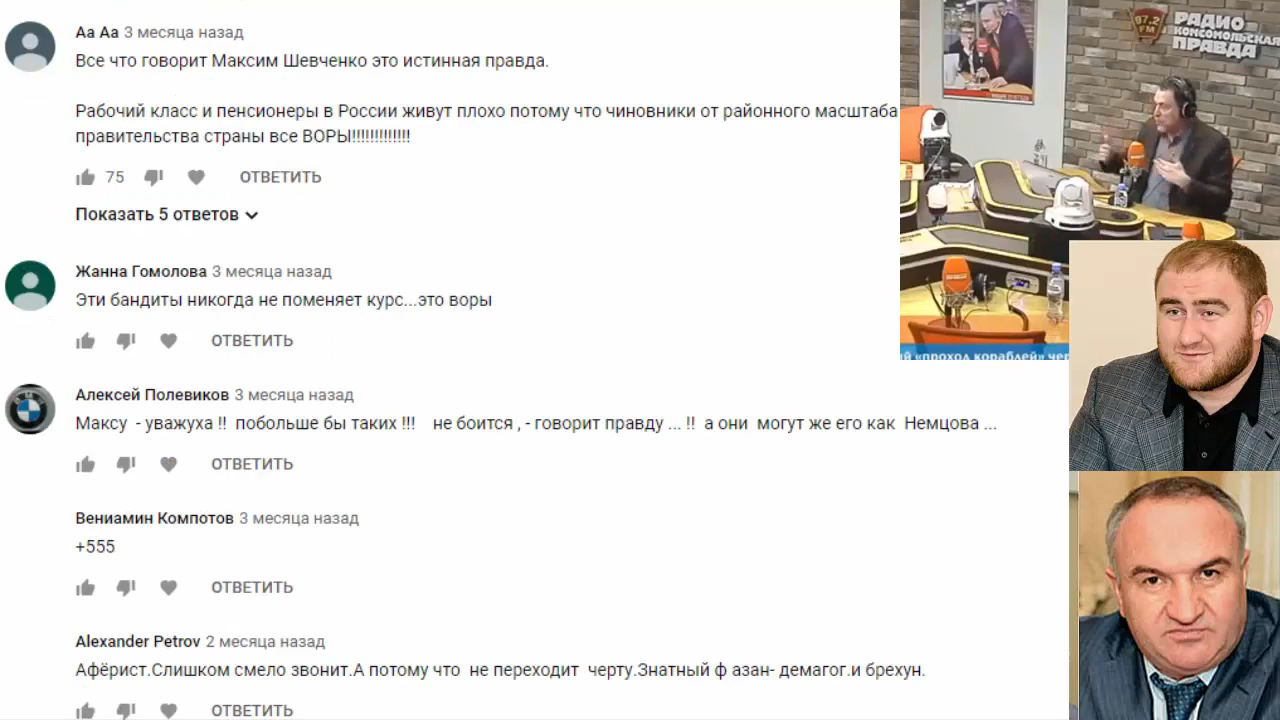 Aa Aa 3 месяца назад
Все что говорит Максим Шевченко это истинная правда.
Рабочий класс и пенсионеры в России живут плохо потому что чиновники от районного масштаба
правительства страны все ВОРЫ!!!!!!!!!!!!!
75 ОТВЕТИТЬ
Показать 5 ответов
Жанна Гомолова 3 месяца назад
Эти бандиты никогда не поменяет курс...это воры
ОТВЕТИТЬ
Алексей Полевиков 3 месяца назад
Максу - уважуха !! побольше бы таких !!! не боится , - говорит правду ... !! а они могут же его как Немцова ...
ОТВЕТИТЬ
Вениамин Компотов 3 месяца назад
+555
ОТВЕТИТЬ
Alexander Petrov 2 месяца назад
Афёрист.Слишком смело звонит.А потому что не переходит черту.Знатный ф азан- демагог.и брехун.
ОТВЕТИТЬ
97,2
FM
РАДИО
КОМСОМОЛЬСКАЯ
ПРАВДА
ий «проход кораблей» чер